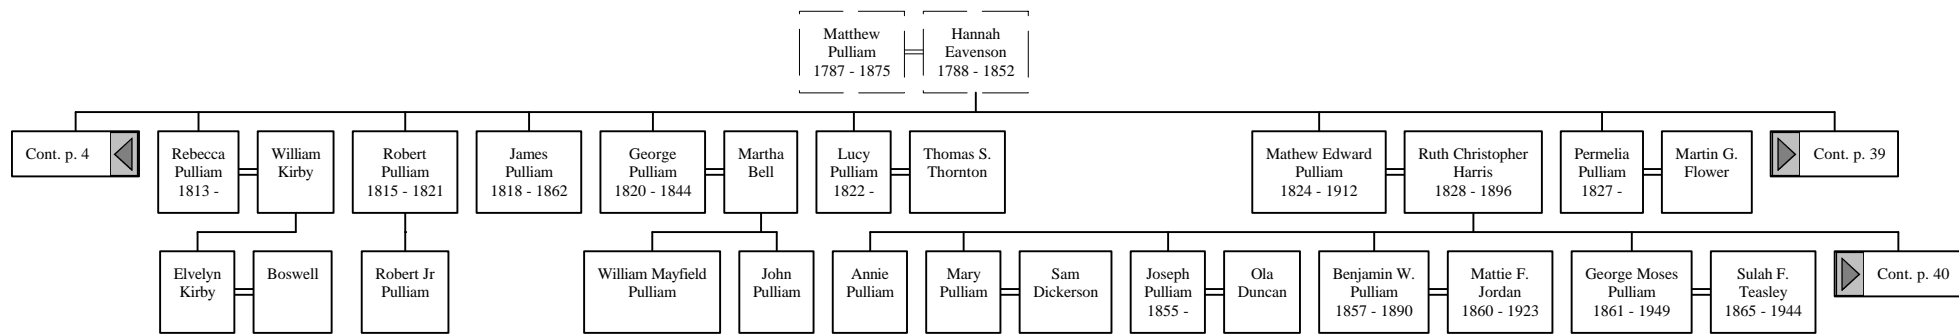 Matthew
Pulliam
1787 - 1875
Hannah
Eavenson
1788 - 1852
Cont. p. 4
Rebecca
Pulliam
1813 -
William
Kirby
Robert
Pulliam
1815 - 1821
James
Pulliam
1818 - 1862
George
Pulliam
1820 - 1844
Martha
Bell
Lucy
Pulliam
1822 -
Thomas S.
Thornton
Mathew Edward
Pulliam
1824 - 1912
Ruth Christopher
Harris
1828 - 1896
Permelia
Pulliam
1827 -
Martin G.
Flower
Cont. p. 39
Elvelyn
Kirby
Boswell
Robert Jr
Pulliam
William Mayfield
Pulliam
John
Pulliam
Annie
Pulliam
Mary
Pulliam
Sam
Dickerson
Joseph
Pulliam
1855 -
Ola
Duncan
Benjamin W.
Pulliam
1857 - 1890
Mattie F.
Jordan
1860 - 1923
George Moses
Pulliam
1861 - 1949
Sulah F.
Teasley
1865 - 1944
Cont. p. 40